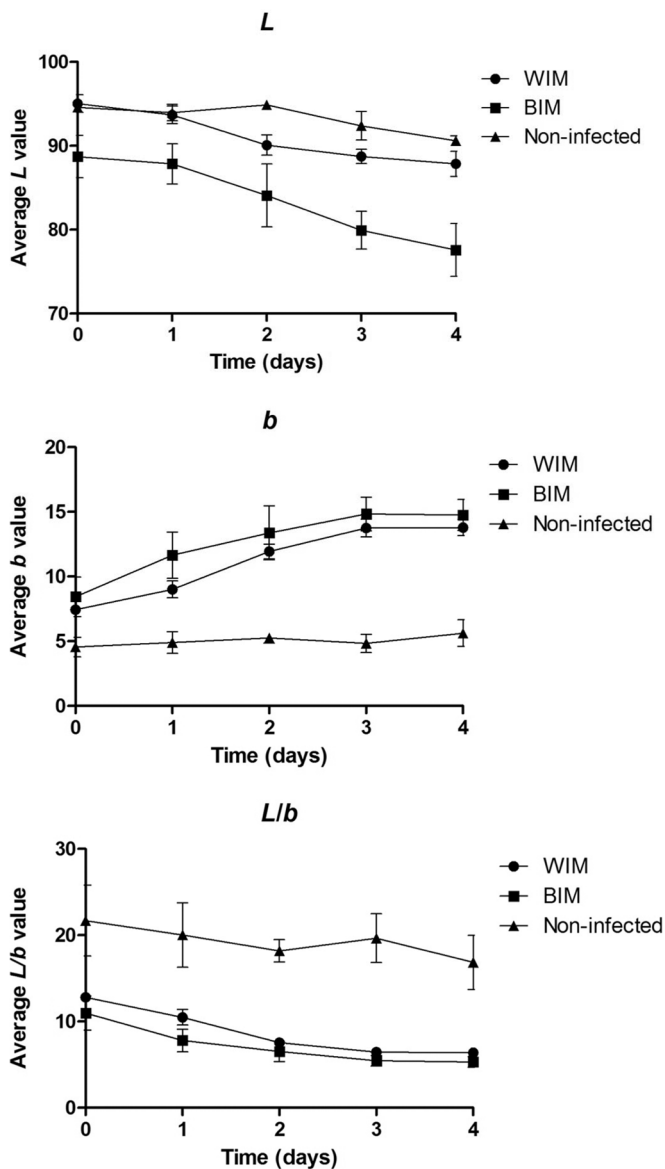 L
100
90
80
70
Average L value
0 1 2 3 4
Time (days)
WIM
BIM
Non-infected
b
20
15
10
5
0
Average b value
0 1 2 3 4
Time (days)
WIM
BIM
Non-infected
L/b
30
20
10
0
Average L/b value
0 1 2 3 4
Time (days)
WIM
BIM
Non-infected